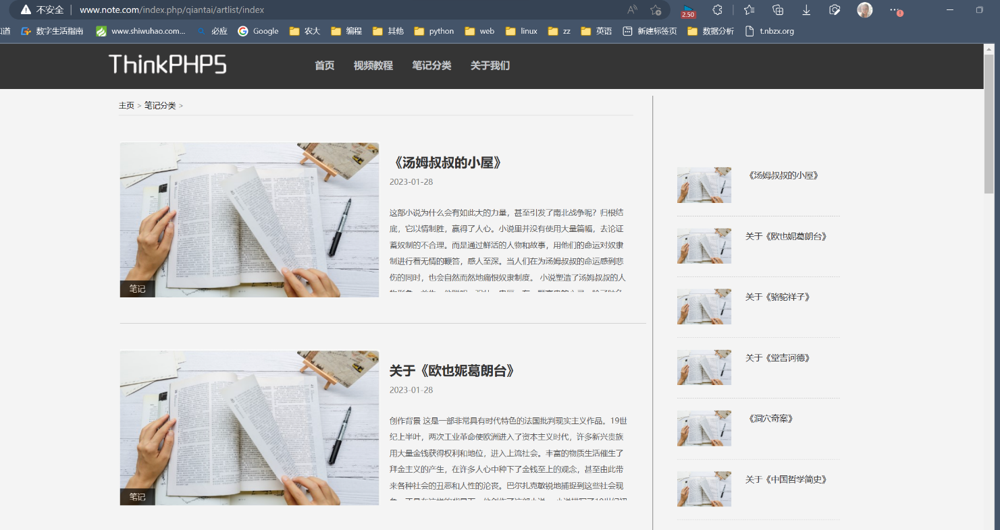 不安全 www.note.com/index.php/qiantai/artlist/index
2.50
道 数字生活指南 www.shiwuhao.com... 必应 Google 农大 编程 其他 python web linux zz 英语 新建标签页 数据分析 t.nbzx.org
ThinkPHP5 首页 视频教程 笔记分类 关于我们
主页 > 笔记分类 >
《汤姆叔叔的小屋》
2023-01-28
这部小说为什么会有如此大的力量，甚至引发了南北战争呢？归根结
底，它以情制胜，赢得了人心。小说里并没有使用大量篇幅，去论证
蓄奴制的不合理。而是通过鲜活的人物和故事，用他们的命运对奴隶
制进行着无情的鞭笞，感人至深。当人们在为汤姆叔叔的命运感到悲
伤的同时，也会自然而然地痛恨奴隶制度。 小说塑造了汤姆叔叔的人
笔记
关于《欧也妮葛朗台》
2023-01-28
创作背景 这是一部非常具有时代特色的法国批判现实主义作品。19世
纪上半叶，两次工业革命使欧洲进入了资本主义时代，许多新兴贵族
用大量金钱获得权利和地位，进入上流社会。丰富的物质生活催生了
拜金主义的产生，在许多人心中种下了金钱至上的观念，甚至由此带
来各种社会的丑恶和人性的沦丧。巴尔扎克敏锐地捕捉到这些社会现
笔记
《汤姆叔叔的小屋》
关于《欧也妮葛朗台》
关于《骆驼祥子》
关于《堂吉诃德》
《洞穴奇案》
关于《中国哲学简史》